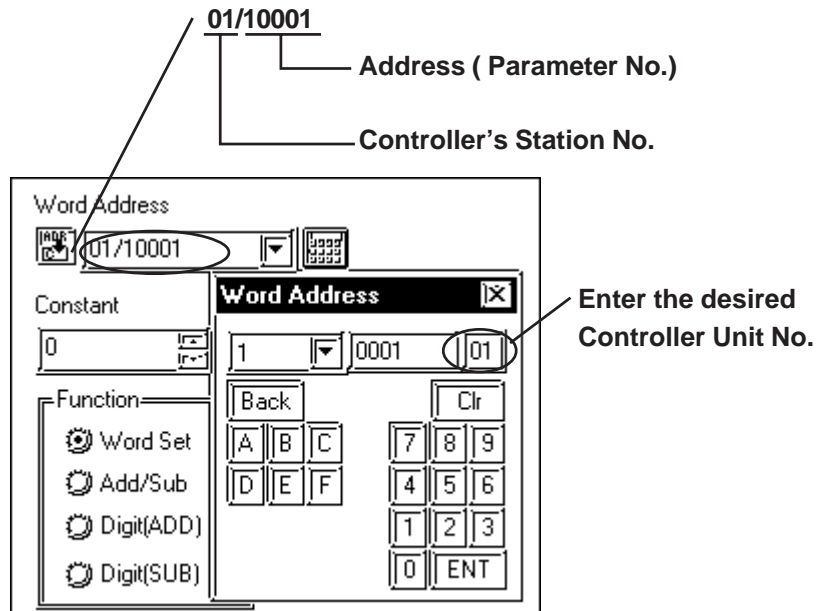 01/10001
Address ( Parameter No.)
Controller's Station No.
Word Address
ADR
C
01/10001
Constant
0
Word Address
1 0001 01
Enter the desired
Controller Unit No.
Back Clr
A B C 7 8 9
D E F 4 5 6
1 2 3
0 ENT
Function
Word Set
Add/Sub
Digit(ADD)
Digit(SUB)